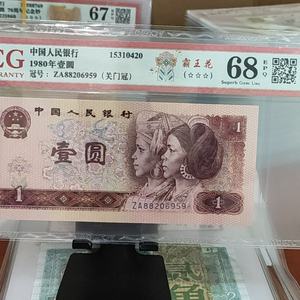 67
CG
WARRANTY
中国人民银行
1980年壹圆
冠号：ZA88206959（关门冠）
15310420
霸王花
(☆☆☆)
68
EPQ
Superb Gem Unc
中国人民银行
壹圆
1
1
ZA88206959